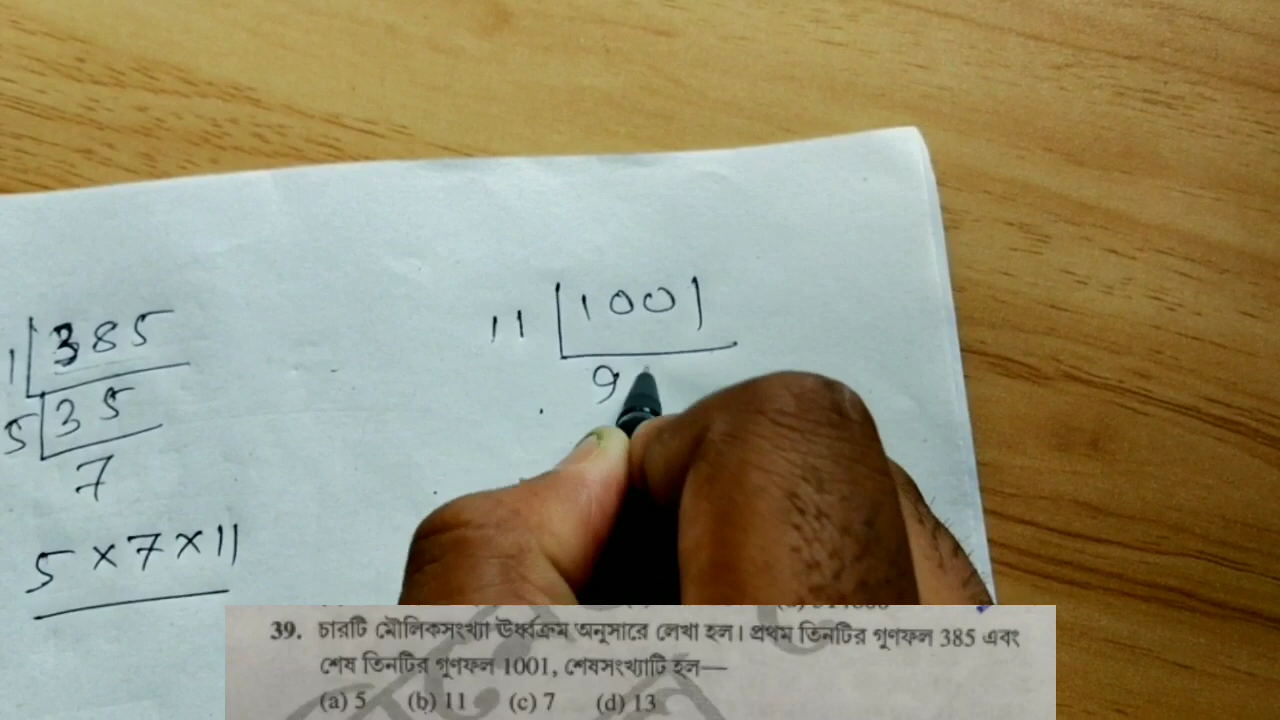 1 385
5 35
7
5 × 7 × 11
11 1001
9
39. চারটি মৌলিকসংখ্যা ঊর্ধ্বক্রম অনুসারে লেখা হল। প্রথম তিনটির গুণফল 385 এবং
শেষ তিনটির গুণফল 1001, শেষসংখ্যাটি হল—
(a) 5 (b) 11 (c) 7 (d) 13